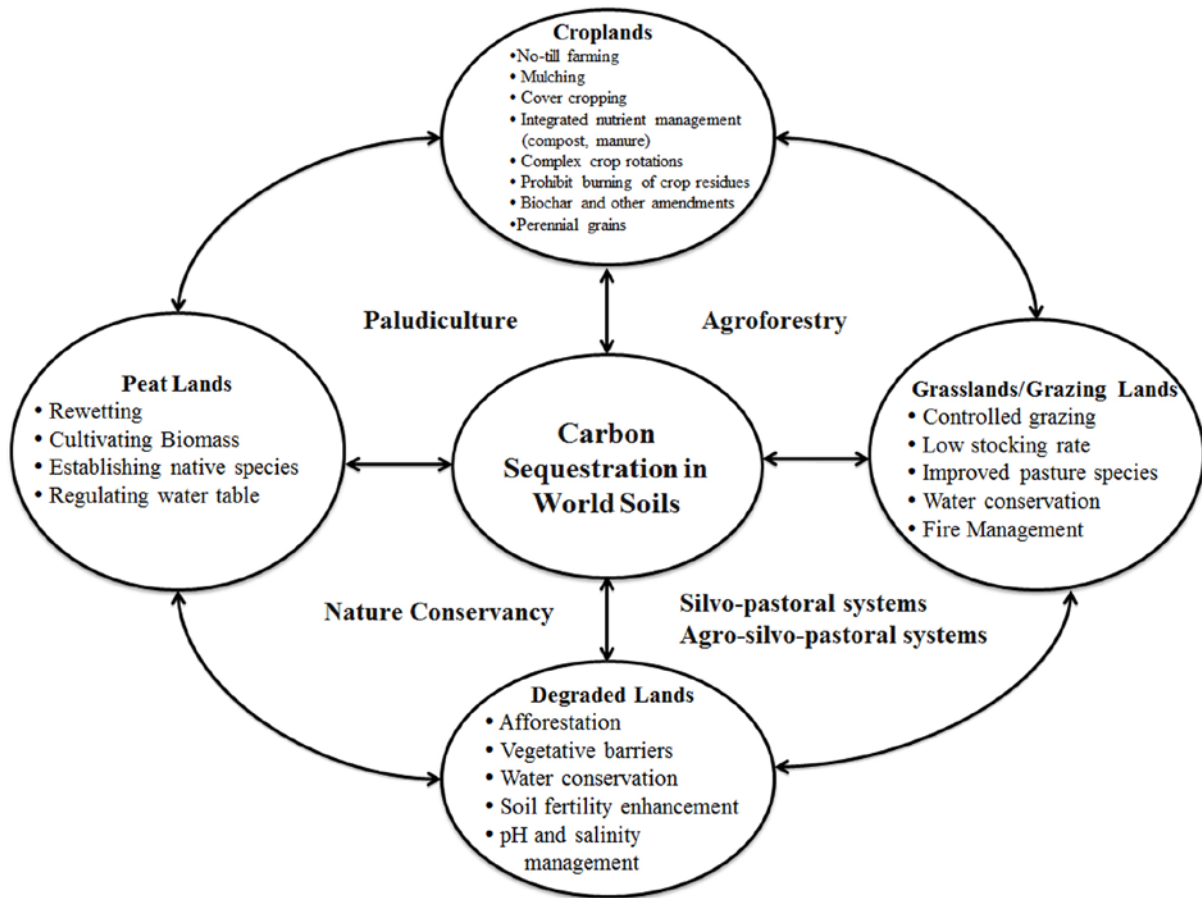 Croplands
•No-till farming
• Mulching
• Cover cropping
• Integrated nutrient management
(compost, manure)
• Complex crop rotations
• Prohibit burning of crop residues
• Biochar and other amendments
•Perennial grains
Paludiculture
Agroforestry
Peat Lands
• Rewetting
• Cultivating Biomass
• Establishing native species
• Regulating water table
Carbon
Sequestration in
World Soils
Grasslands/Grazing Lands
• Controlled grazing
• Low stocking rate
• Improved pasture species
• Water conservation
• Fire Management
Nature Conservancy
Silvo-pastoral systems
Agro-silvo-pastoral systems
Degraded Lands
• Afforestation
• Vegetative barriers
• Water conservation
• Soil fertility enhancement
• pH and salinity
management